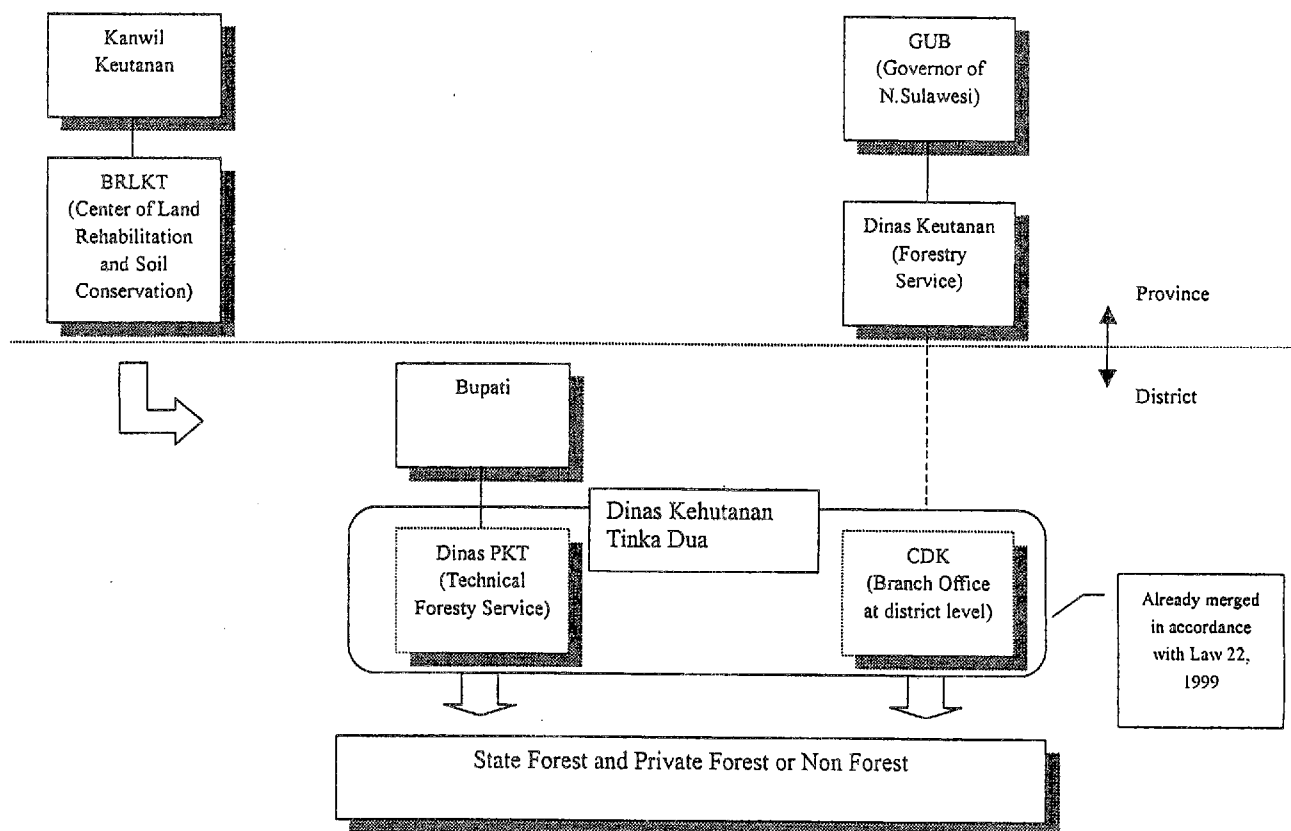 Kanwil
Keutanan
GUB
(Governor of
N.Sulawesi)
BRLKT
(Center of Land
Rehabilitation
and Soil
Conservation)
Dinas Keutanan
(Forestry
Service)
Province
District
Bupati
Dinas Kehutanan
Tinka Dua
Dinas PKT
(Technical
Foresty Service)
CDK
(Branch Office
at district level)
Already merged
in accordance
with Law 22,
1999
State Forest and Private Forest or Non Forest